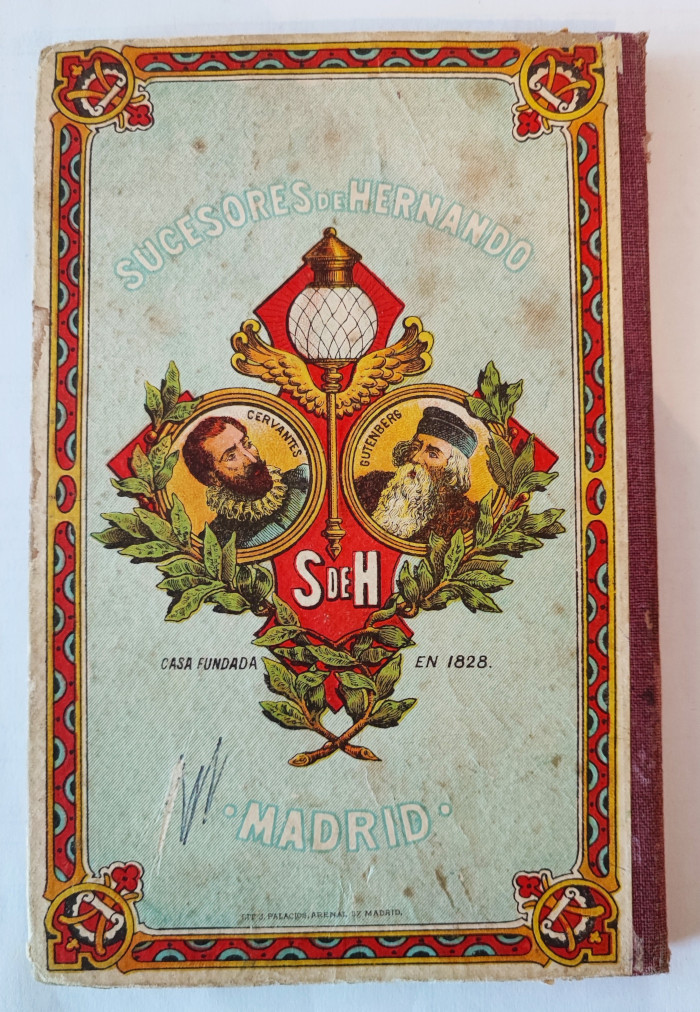 SUCESORES DE HERNANDO
CERVANTES
GUTENBERG
S DE H
CASA FUNDADA EN 1828.
·MADRID·
LIT. J. PALACIOS, ARENAL 27 MADRID.